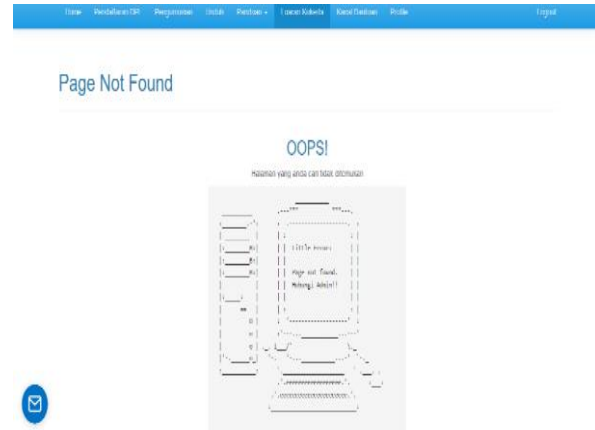 Home Pendaftaran Pengumuman Unduh Panduan Profile Logout
Page Not Found
OOPS!
Halaman yang anda cari tidak ditemukan
Little Error:
Page not found.
Hubungi Admin!!